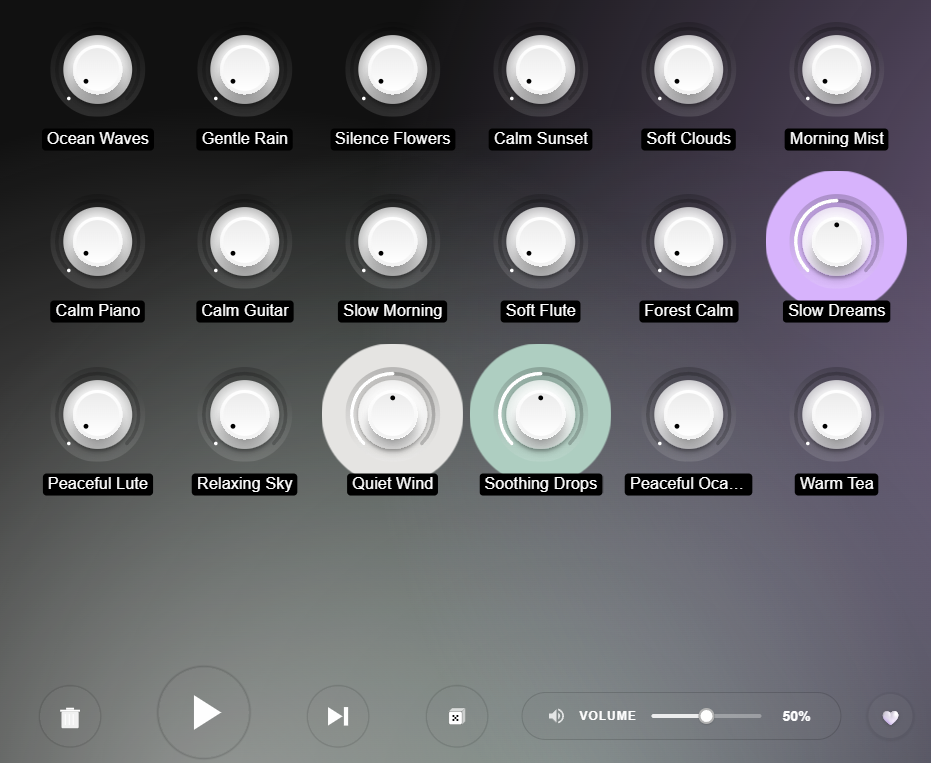 Ocean Waves
Gentle Rain
Silence Flowers
Calm Sunset
Soft Clouds
Morning Mist
Calm Piano
Calm Guitar
Slow Morning
Soft Flute
Forest Calm
Slow Dreams
Peaceful Lute
Relaxing Sky
Quiet Wind
Soothing Drops
Peaceful Oca...
Warm Tea
VOLUME
50%